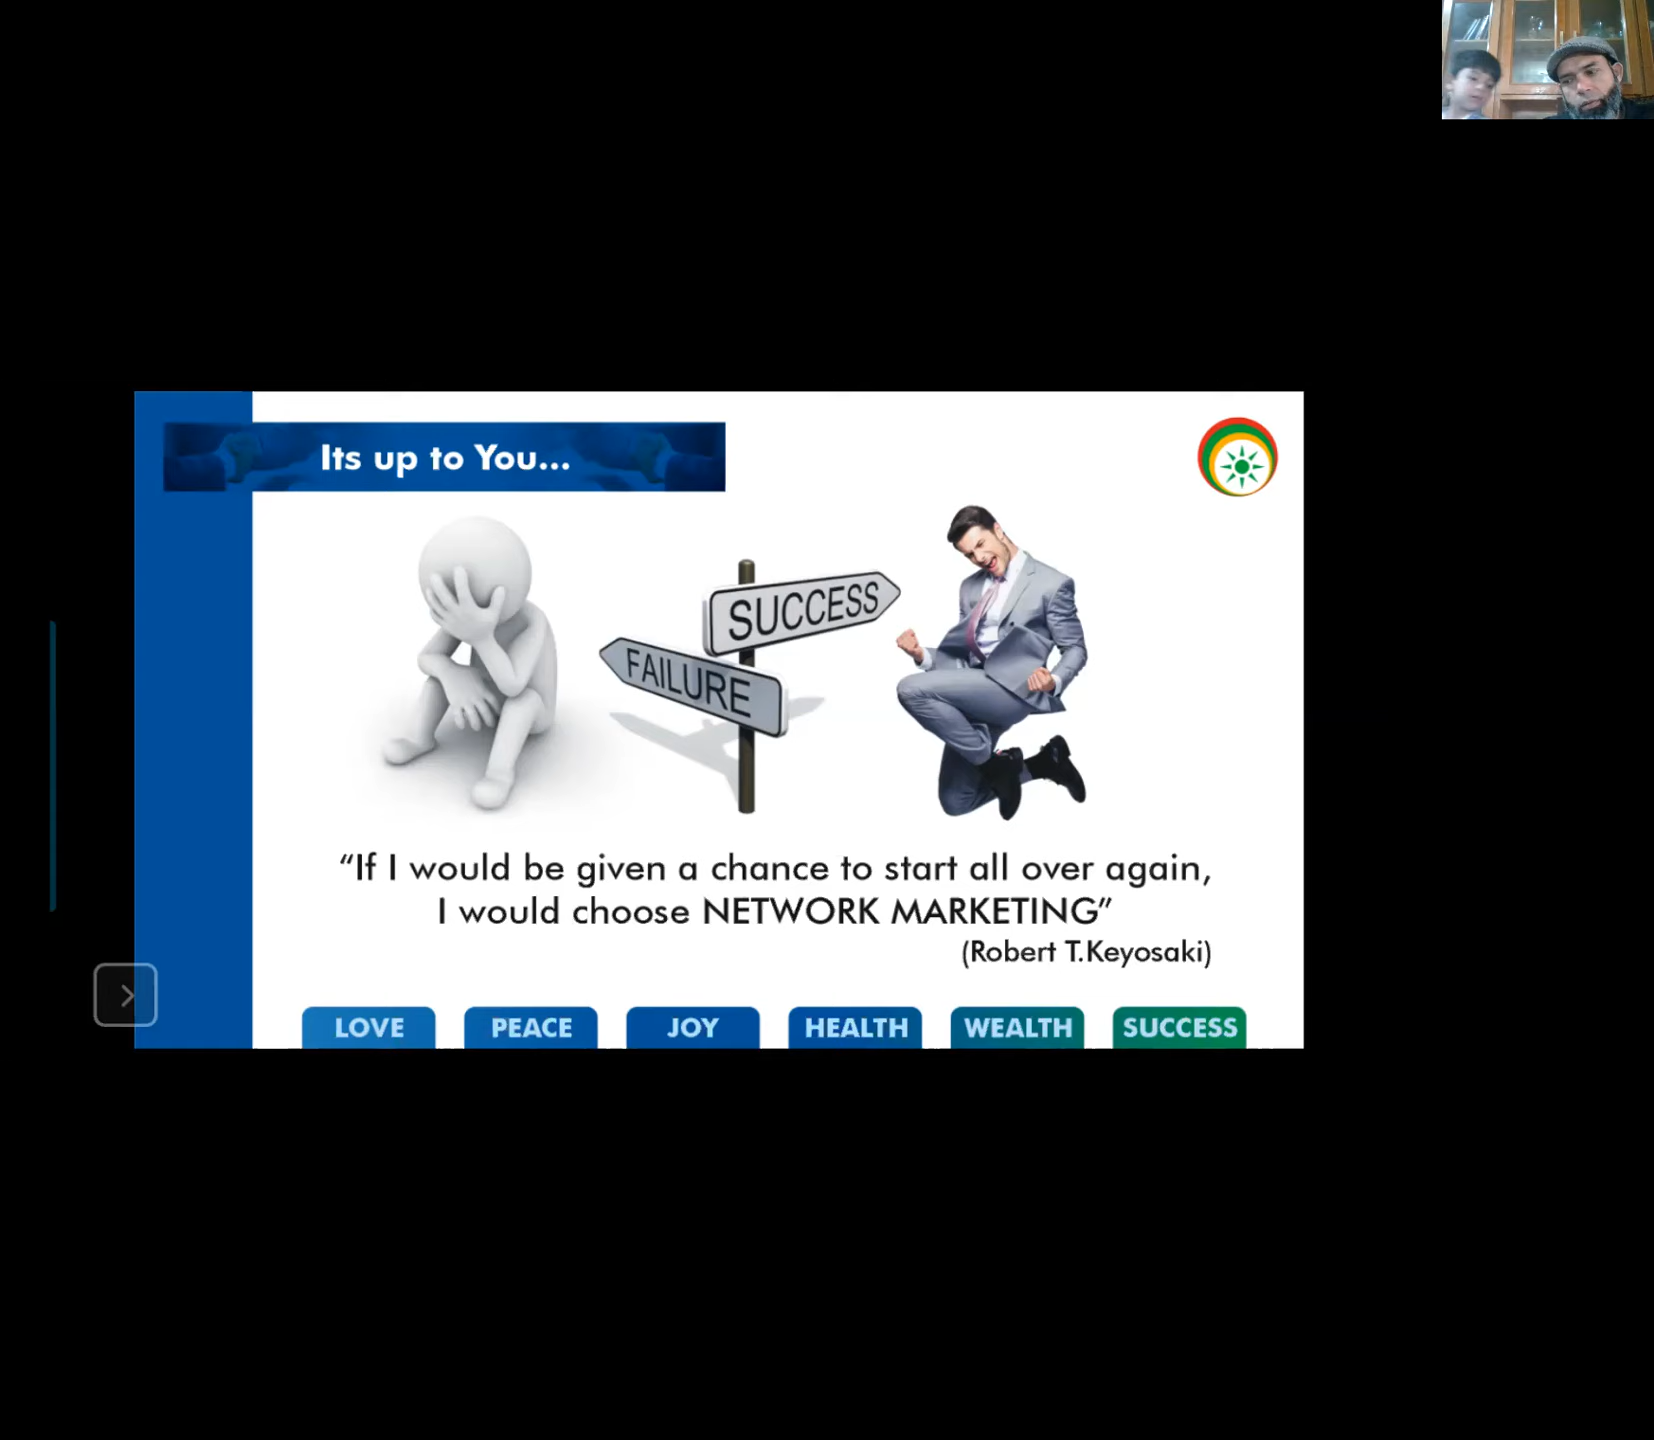 Its up to You...
SUCCESS
FAILURE
“If I would be given a chance to start all over again,
I would choose NETWORK MARKETING”
(Robert T.Keyosaki)
LOVE
PEACE
JOY
HEALTH
WEALTH
SUCCESS